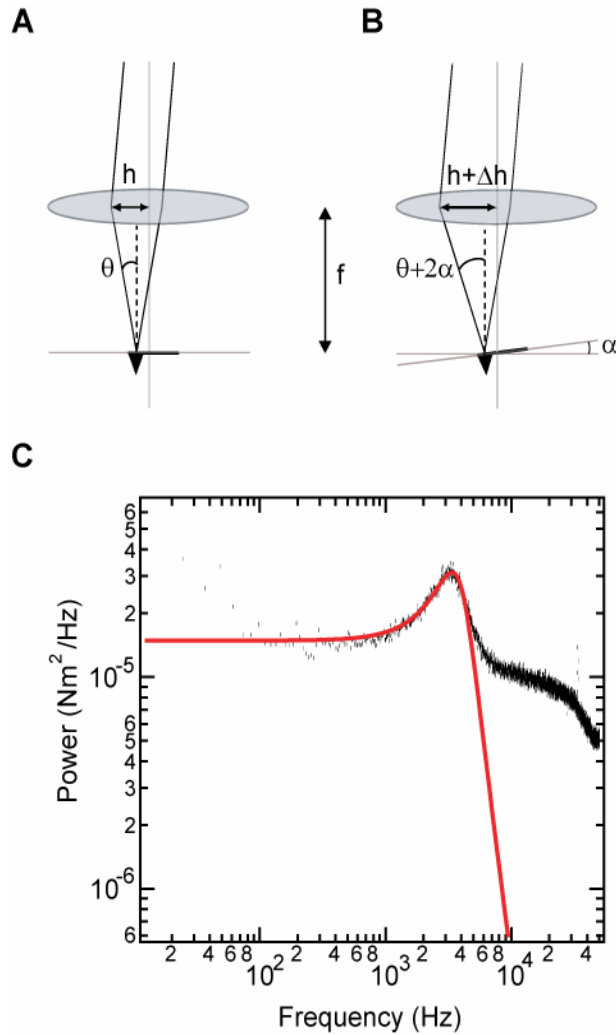 A
B
h
h+Δh
θ
θ+2α
f
α
C
6
5
4
3
2
10⁻⁵
6
5
4
3
2
10⁻⁶
6
Power (Nm²/Hz)
2 4 6 8 10² 2 4 6 8 10³ 2 4 6 8 10⁴ 2 4
Frequency (Hz)